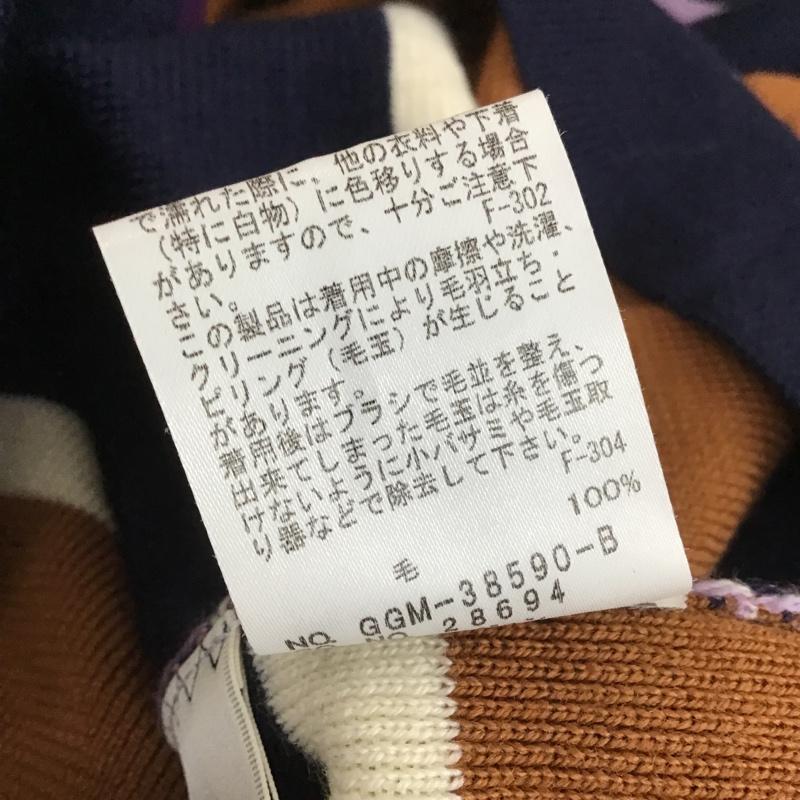 で濡れた際に、他の衣料や下着
（特に白物）に色移りする場合
がありますので、十分ご注意下
さい。 F-302
この製品は着用中の摩擦や洗濯、
クリーニングにより毛羽立ち・
ピリング（毛玉）が生じること
があります。
着用後はブラシで毛並を整え、
出来てしまった毛玉は糸を傷つ
けないように小バサミや毛玉取
り器などで除去して下さい。
F-304
100%
毛
NO. GGM-38590-B
NO. 28694